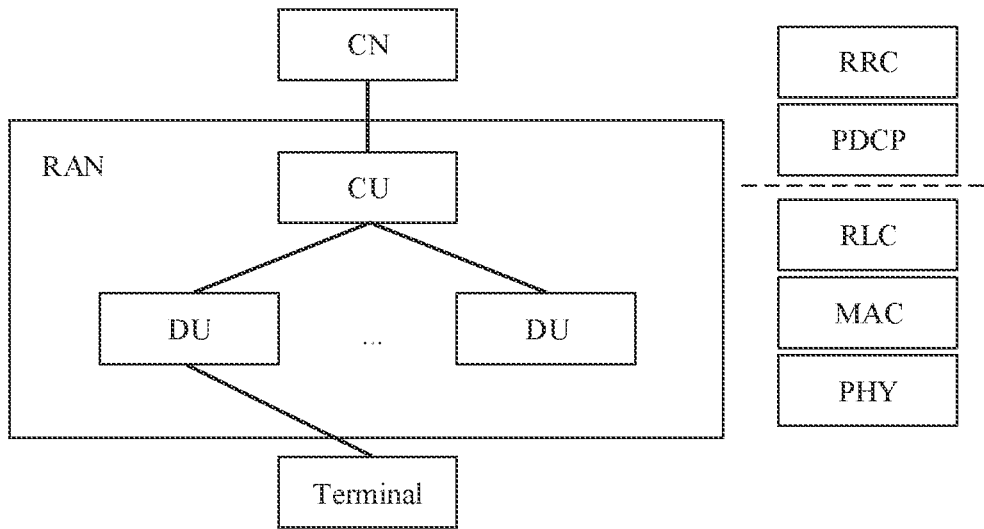 CN
RAN
CU
DU
...
DU
Terminal
RRC
PDCP
RLC
MAC
PHY